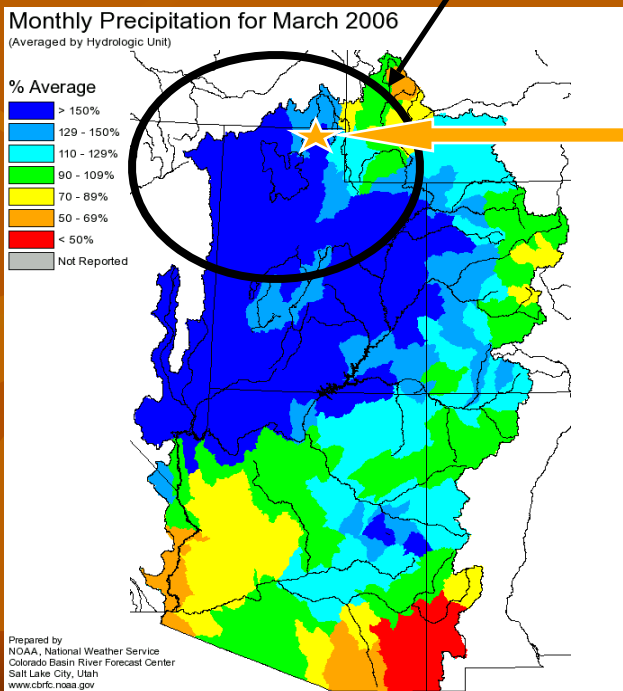 Monthly Precipitation for March 2006
(Averaged by Hydrologic Unit)
% Average
> 150%
129 - 150%
110 - 129%
90 - 109%
70 - 89%
50 - 69%
< 50%
Not Reported
Prepared by
NOAA, National Weather Service
Colorado Basin River Forecast Center
Salt Lake City, Utah
www.cbrfc.noaa.gov